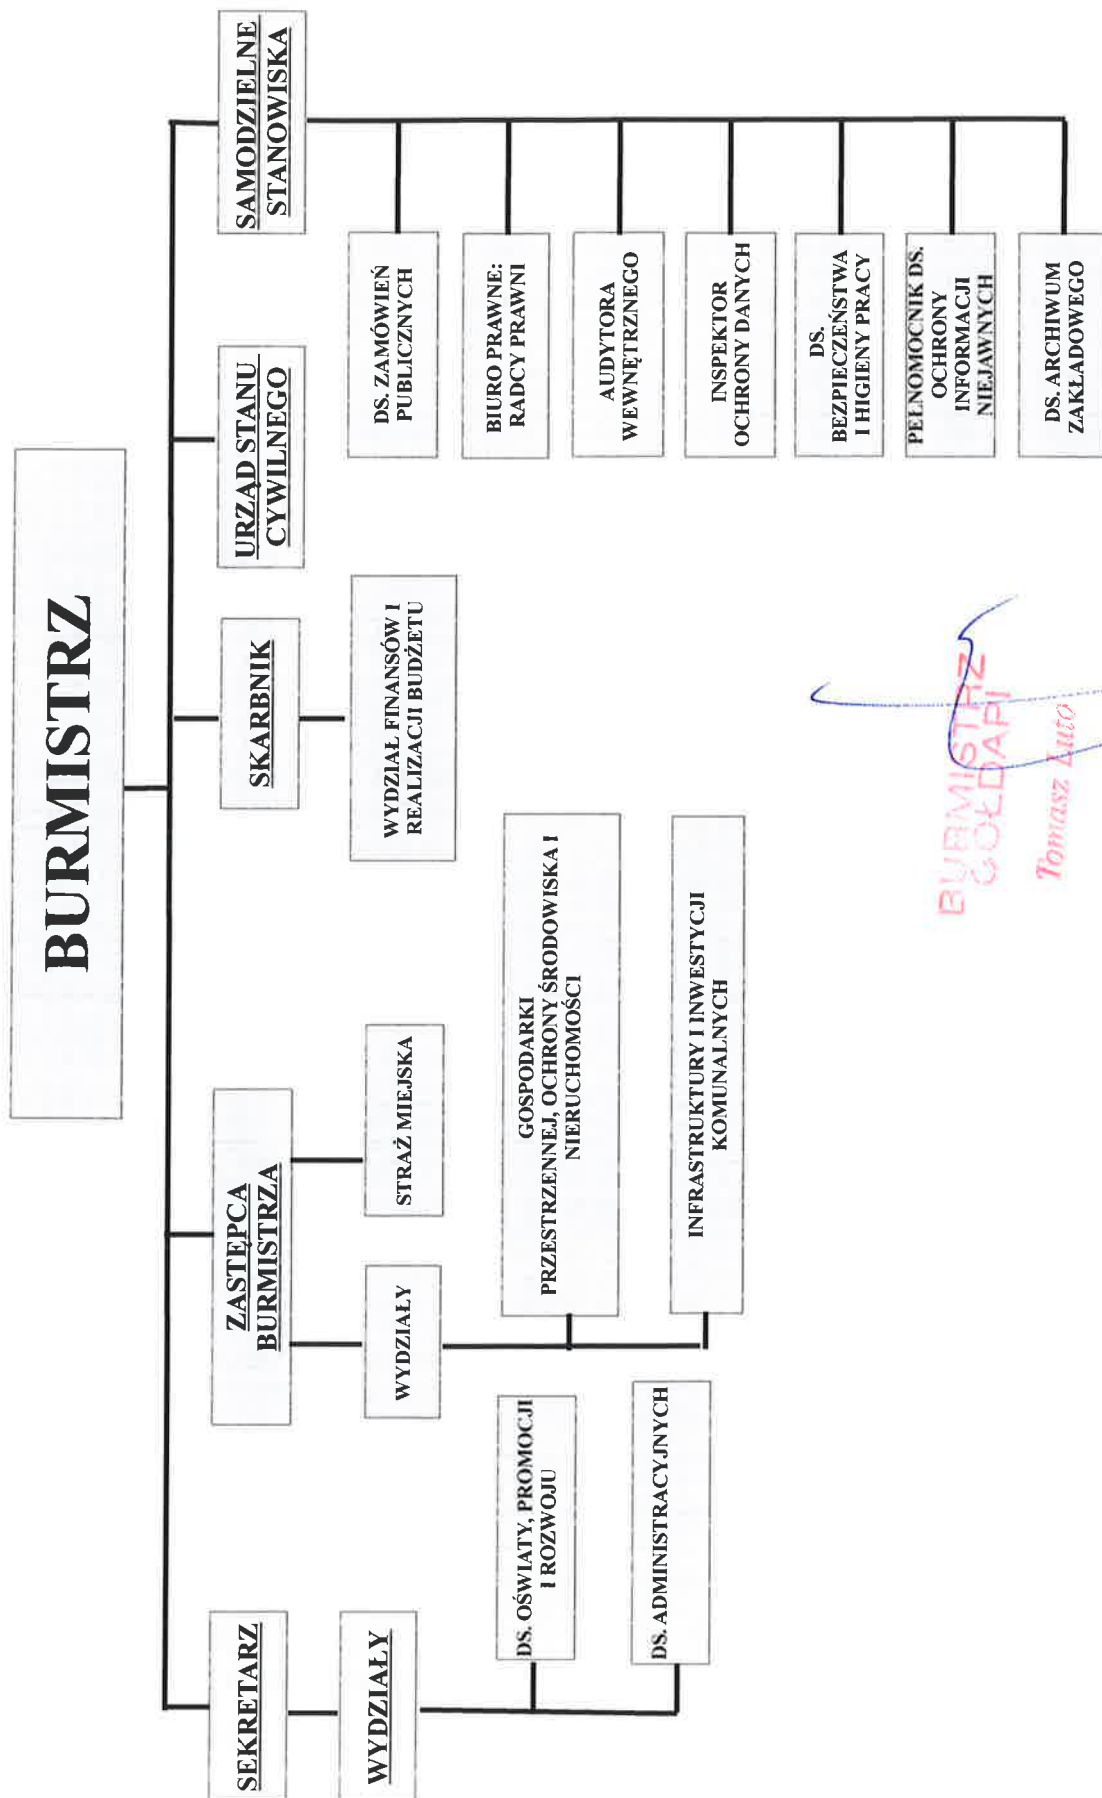 BURMISTRZ
SEKRETARZ
ZASTĘPCA
BURMISTRZA
SKARBNIK
URZĄD STANU
CYWILNEGO
SAMODZIELNE
STANOWISKA
WYDZIAŁY
DS. OŚWIATY, PROMOCJI
I ROZWOJU
DS. ADMINISTRACYJNYCH
WYDZIAŁY
STRAŻ MIEJSKA
GOSPODARKI
PRZESTRZENNEJ, OCHRONY ŚRODOWISKA I
NIERUCHOMOŚCI
INFRASTRUKTURY I INWESTYCJI
KOMUNALNYCH
WYDZIAŁ FINANSÓW I
REALIZACJI BUDŻETU
DS. ZAMÓWIEŃ
PUBLICZNYCH
BIURO PRAWNE:
RADCY PRAWNI
AUDYTORA
WEWNĘTRZNEGO
INSPEKTOR
OCHRONY DANYCH
DS.
BEZPIECZEŃSTWA
I HIGIENY PRACY
PEŁNOMOCNIK DS.
OCHRONY
INFORMACJI
NIEJAWNYCH
DS. ARCHIWUM
ZAKŁADOWEGO
BURMISTRZ
GOŁDAPI
Tomasz Luto